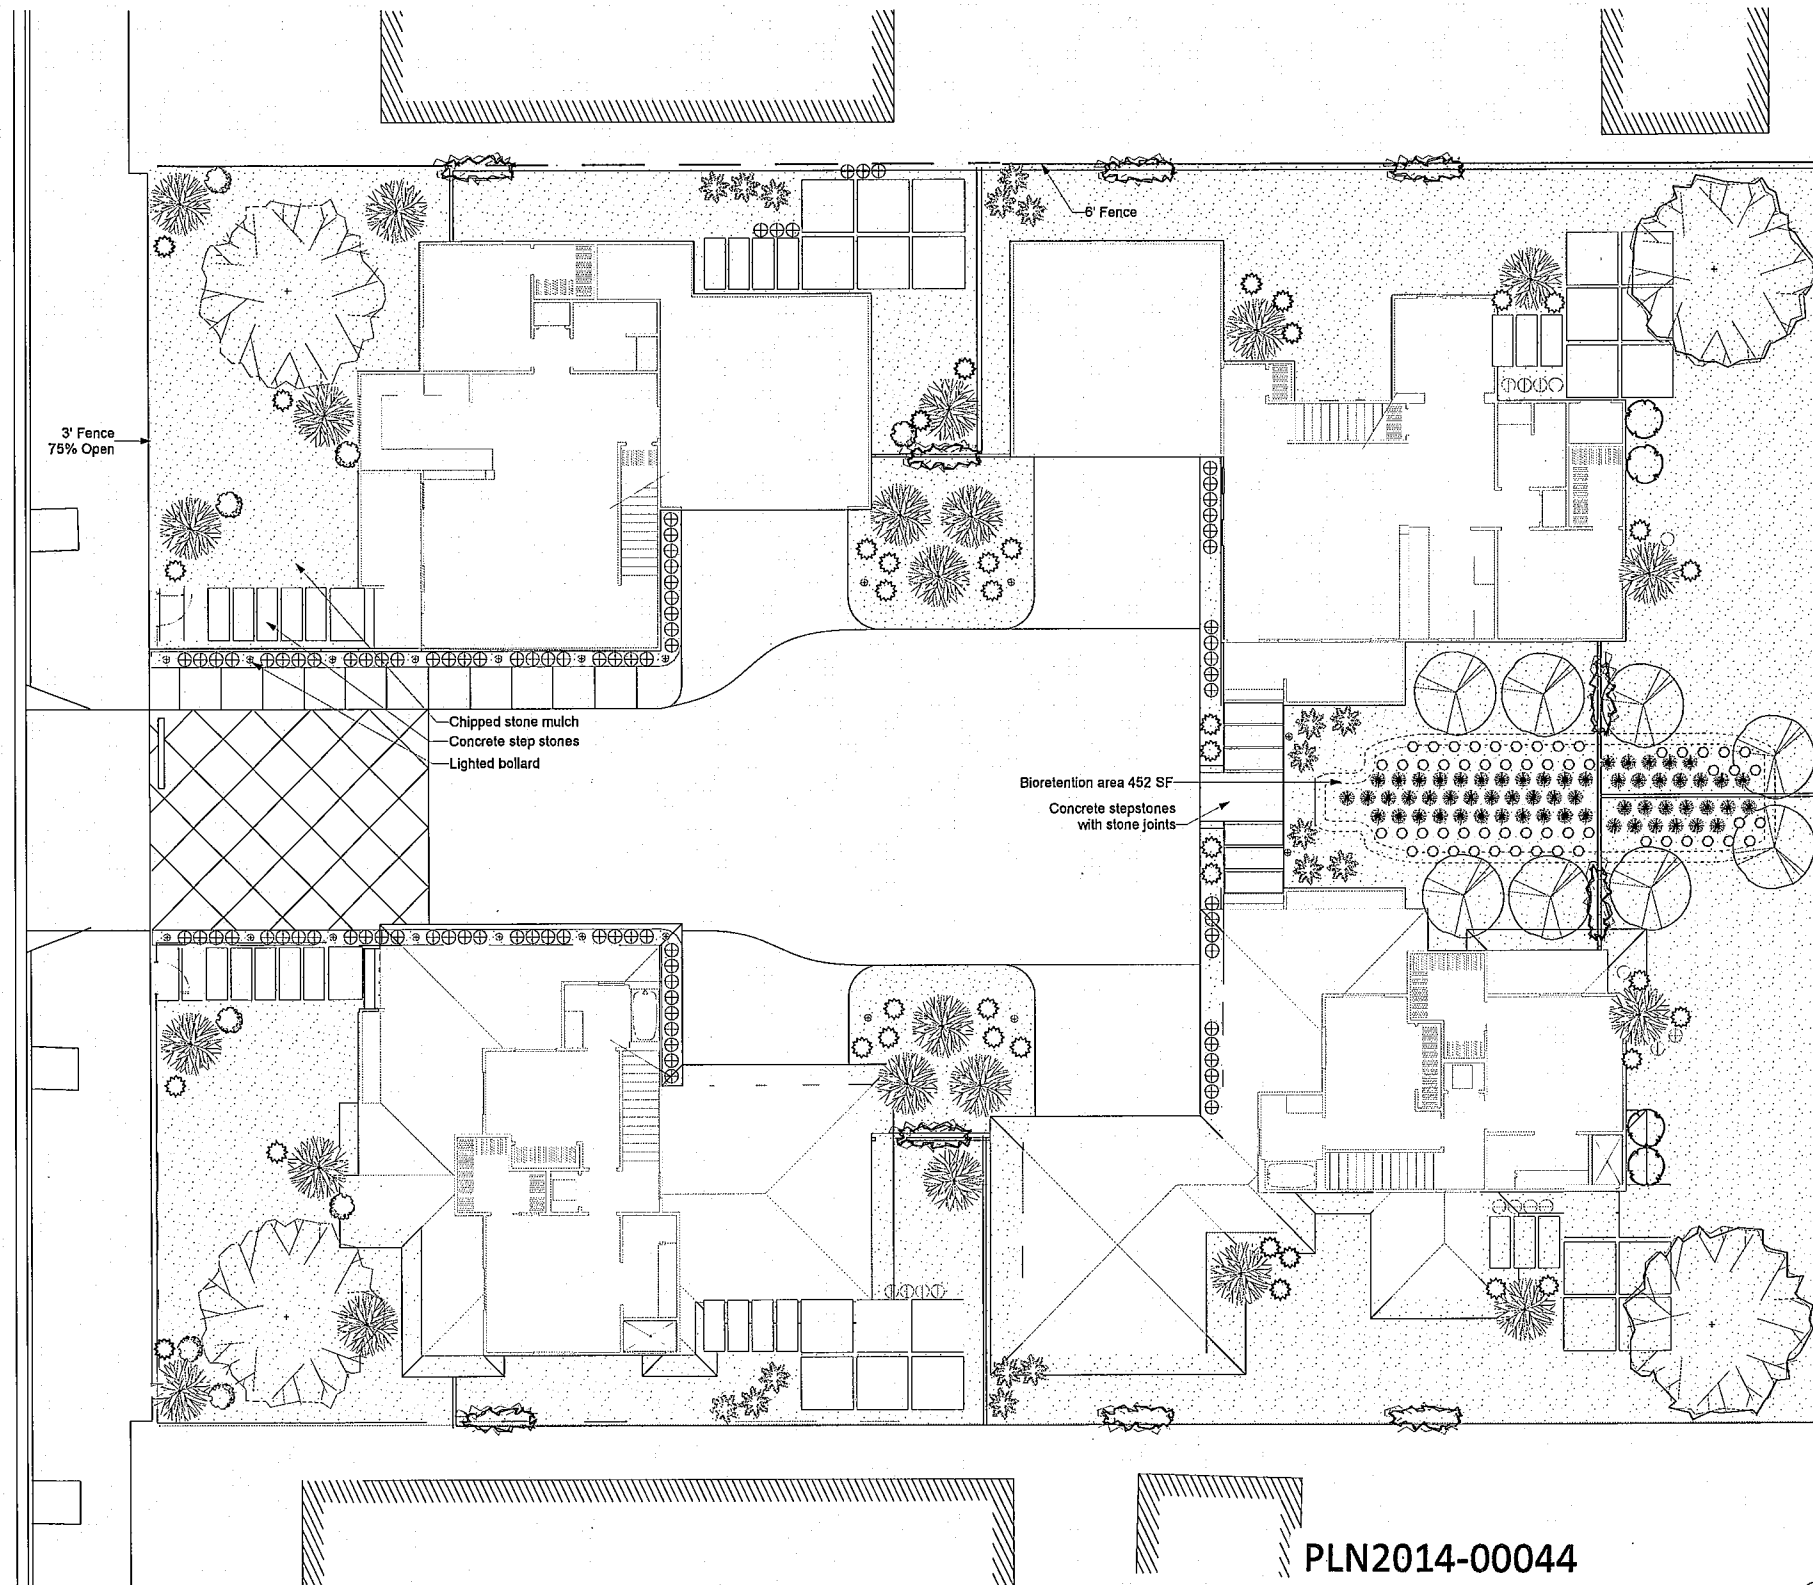 6' Fence
3' Fence
75% Open
Chipped stone mulch
Concrete step stones
Lighted bollard
Bioretention area 452 SF
Concrete stepstones
with stone joints
PLN2014-00044